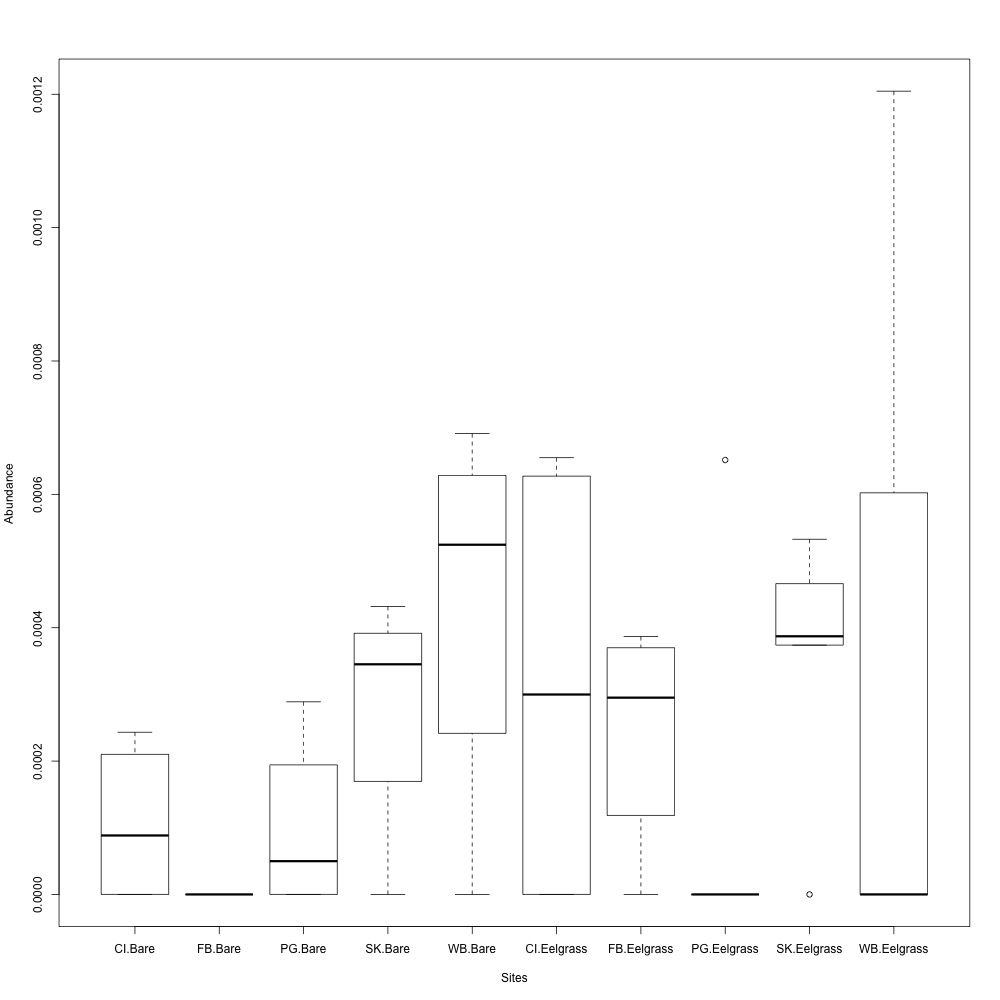 0.0012
0.0010
0.0008
0.0006
0.0004
0.0002
0.0000
Abundance
CI.Bare FB.Bare PG.Bare SK.Bare WB.Bare CI.Eelgrass FB.Eelgrass PG.Eelgrass SK.Eelgrass WB.Eelgrass
Sites